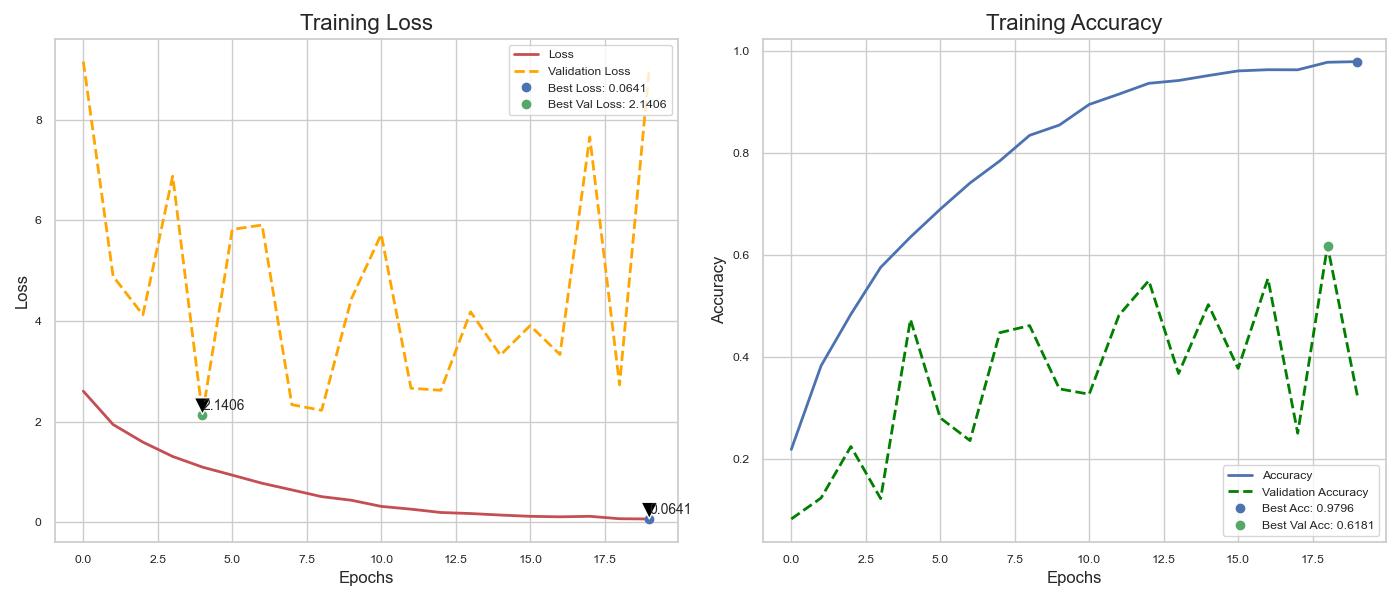 Training Loss
Loss
Validation Loss
Best Loss: 0.0641
Best Val Loss: 2.1406
8
6
4
2
0
Loss
2.1406
0.0641
0.0
2.5
5.0
7.5
10.0
12.5
15.0
17.5
Epochs
Training Accuracy
1.0
0.8
0.6
0.4
0.2
Accuracy
Accuracy
Validation Accuracy
Best Acc: 0.9796
Best Val Acc: 0.6181
0.0
2.5
5.0
7.5
10.0
12.5
15.0
17.5
Epochs